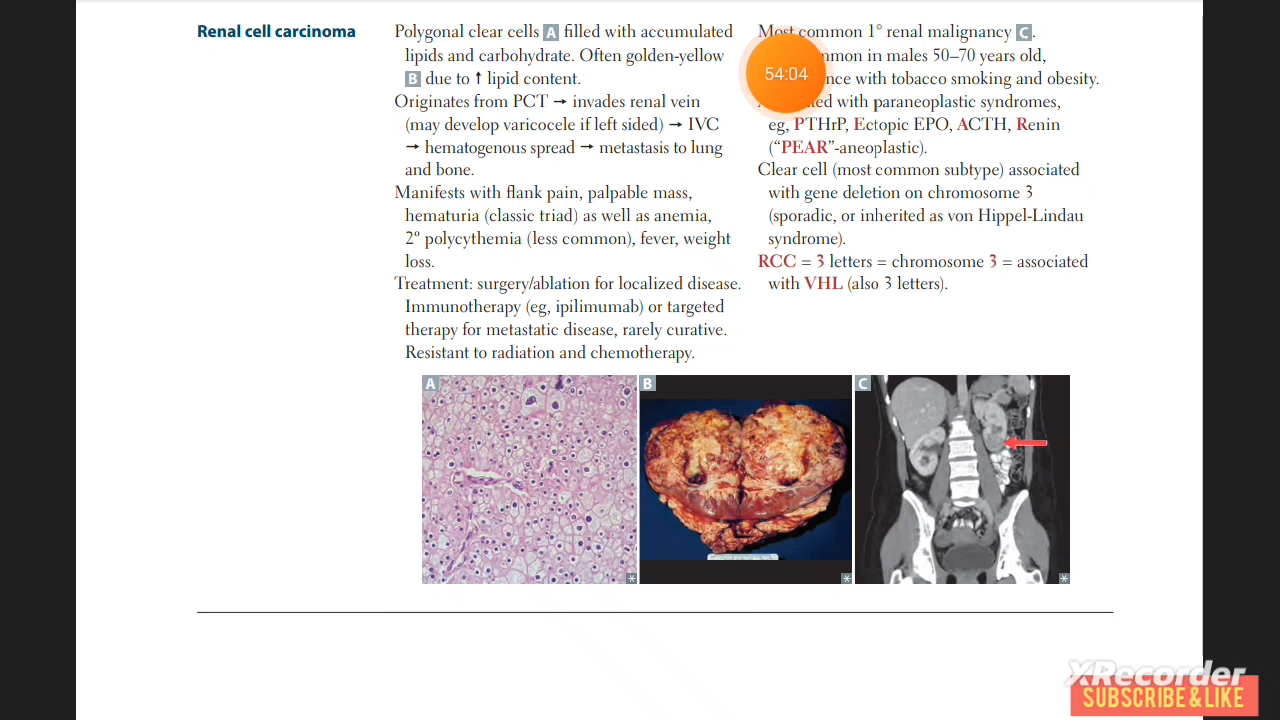 Renal cell carcinoma
Polygonal clear cells A filled with accumulated
lipids and carbohydrate. Often golden-yellow
B due to ↑ lipid content.
Originates from PCT → invades renal vein
(may develop varicocele if left sided) → IVC
→ hematogenous spread → metastasis to lung
and bone.
Manifests with flank pain, palpable mass,
hematuria (classic triad) as well as anemia,
2º polycythemia (less common), fever, weight
loss.
Treatment: surgery/ablation for localized disease.
Immunotherapy (eg, ipilimumab) or targeted
therapy for metastatic disease, rarely curative.
Resistant to radiation and chemotherapy.
Most common 1° renal malignancy C.
in males 50–70 years old,
with tobacco smoking and obesity.
with paraneoplastic syndromes,
eg, PTHrP, Ectopic EPO, ACTH, Renin
(“PEAR”-aneoplastic).
Clear cell (most common subtype) associated
with gene deletion on chromosome 3
(sporadic, or inherited as von Hippel-Lindau
syndrome).
RCC = 3 letters = chromosome 3 = associated
with VHL (also 3 letters).
54:04
A
B
C
XRecorder
SUBSCRIBE & LIKE